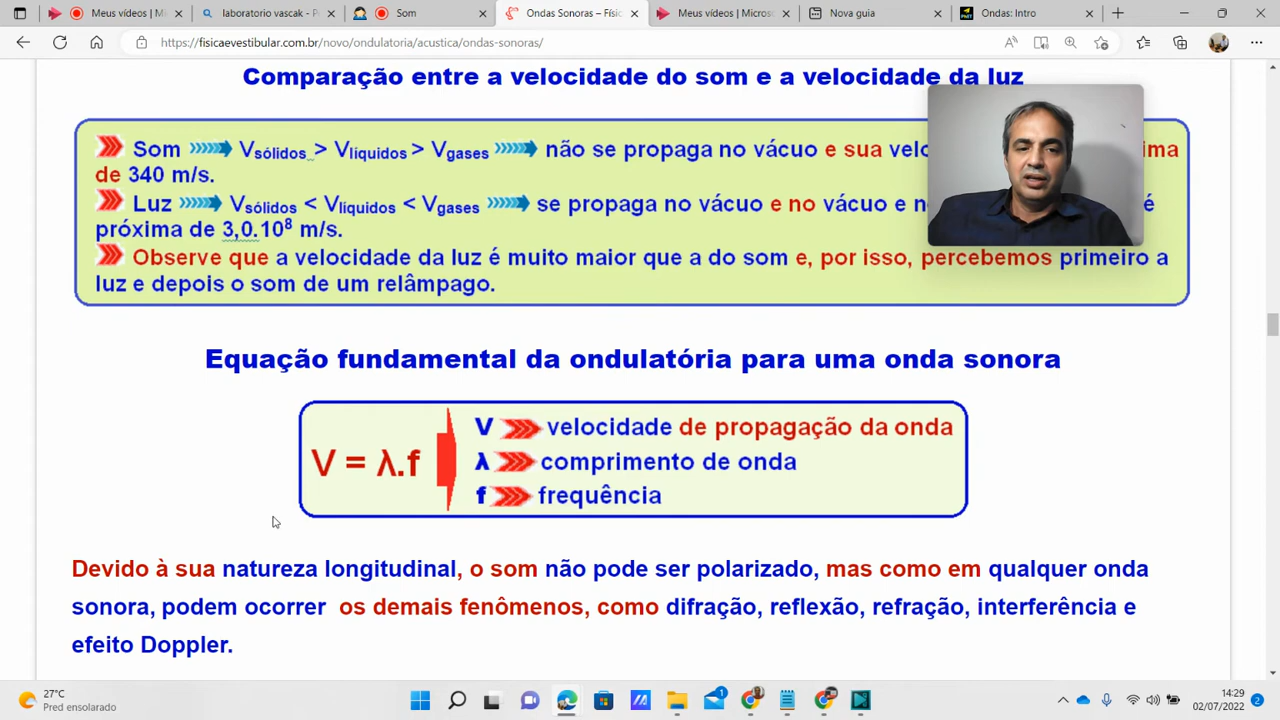 Meus vídeos | Micros
laboratorio vascak - P
Som
Ondas Sonoras – Físic
Meus vídeos | Micros
Nova guia
Ondas: Intro
https://fisicaevestibular.com.br/novo/ondulatoria/acustica/ondas-sonoras/
Comparação entre a velocidade do som e a velocidade da luz
Som Vsólidos > Vlíquidos > Vgases não se propaga no vácuo e sua velo ima
de 340 m/s.
Luz Vsólidos < Vlíquidos < Vgases se propaga no vácuo e no vácuo e n é
próxima de 3,0.10⁸ m/s.
Observe que a velocidade da luz é muito maior que a do som e, por isso, percebemos primeiro a
luz e depois o som de um relâmpago.
Equação fundamental da ondulatória para uma onda sonora
V = λ.f
V velocidade de propagação da onda
λ comprimento de onda
f frequência
Devido à sua natureza longitudinal, o som não pode ser polarizado, mas como em qualquer onda
sonora, podem ocorrer os demais fenômenos, como difração, reflexão, refração, interferência e
efeito Doppler.
27°C
Pred ensolarado
14:29
02/07/2022